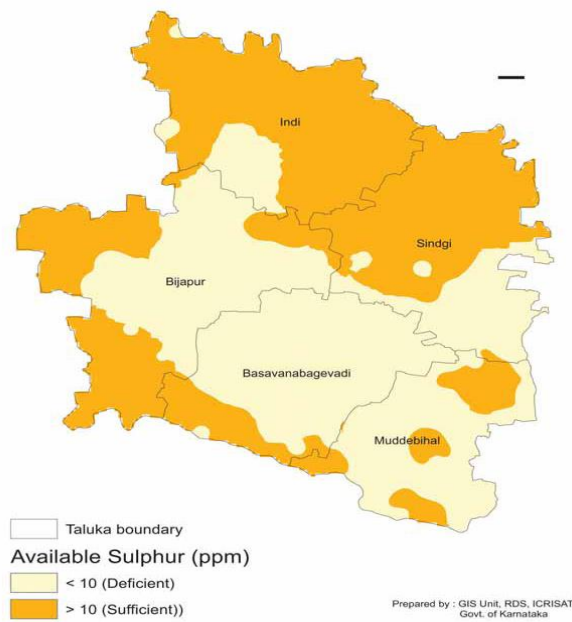 Indi
Sindgi
Bijapur
Basavanabagevadi
Muddebihal
Taluka boundary
Available Sulphur (ppm)
< 10 (Deficient)
> 10 (Sufficient))
Prepared by : GIS Unit, RDS, ICRISAT
Govt. of Karnataka